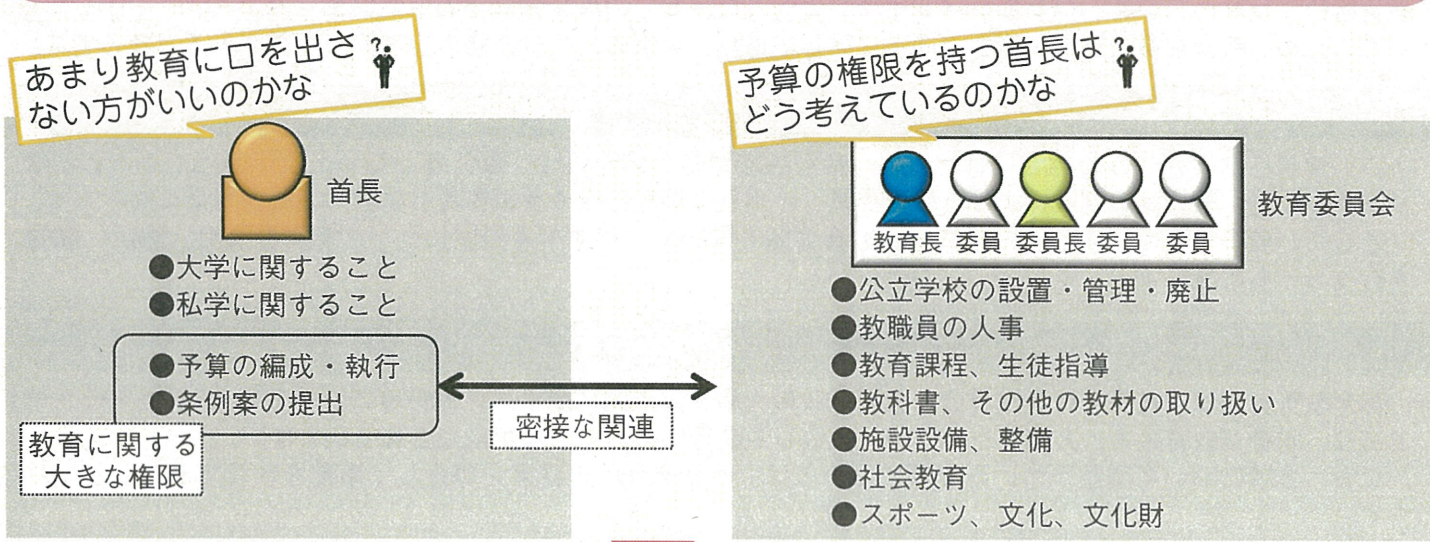 あまり教育に口を出さ
ない方がいいのかな
首長
●大学に関すること
●私学に関すること
●予算の編成・執行
●条例案の提出
教育に関する
大きな権限
密接な関連
予算の権限を持つ首長は
どう考えているのかな
教育長 委員 委員長 委員 委員
教育委員会
●公立学校の設置・管理・廃止
●教職員の人事
●教育課程、生徒指導
●教科書、その他の教材の取り扱い
●施設設備、整備
●社会教育
●スポーツ、文化、文化財